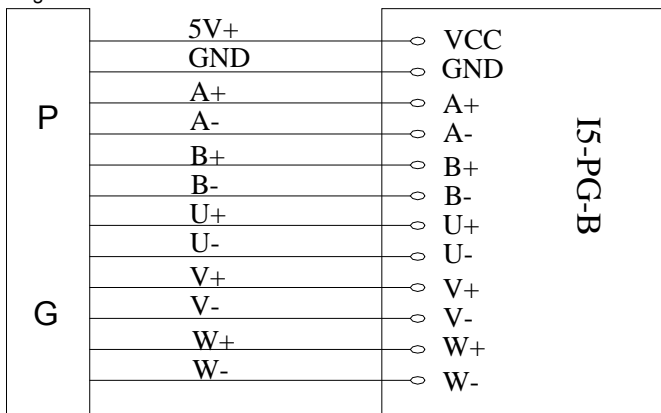 5V+ VCC
GND GND
A+ A+
P
A- A-
B+ B+
B- B-
U+ U+
U- U-
V+ V+
G
V- V-
W+ W+
W- W-
I5-PG-B